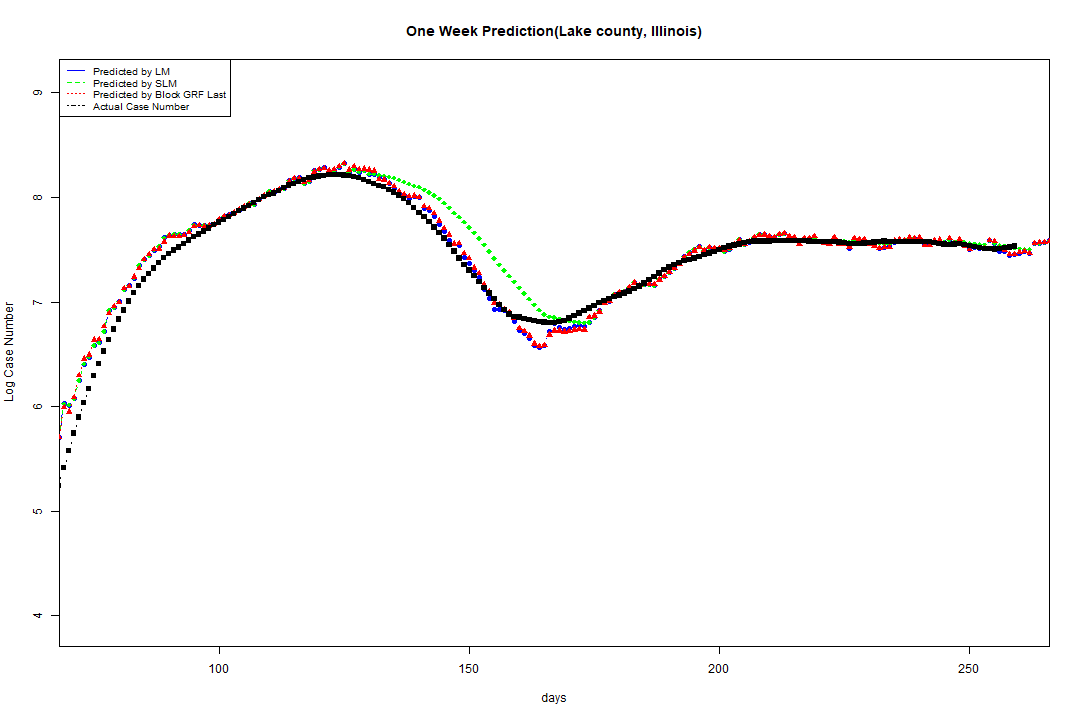 One Week Prediction(Lake county, Illinois)
Predicted by LM
Predicted by SLM
Predicted by Block GRF Last
Actual Case Number
9
8
7
6
5
4
Log Case Number
100 150 200 250
days